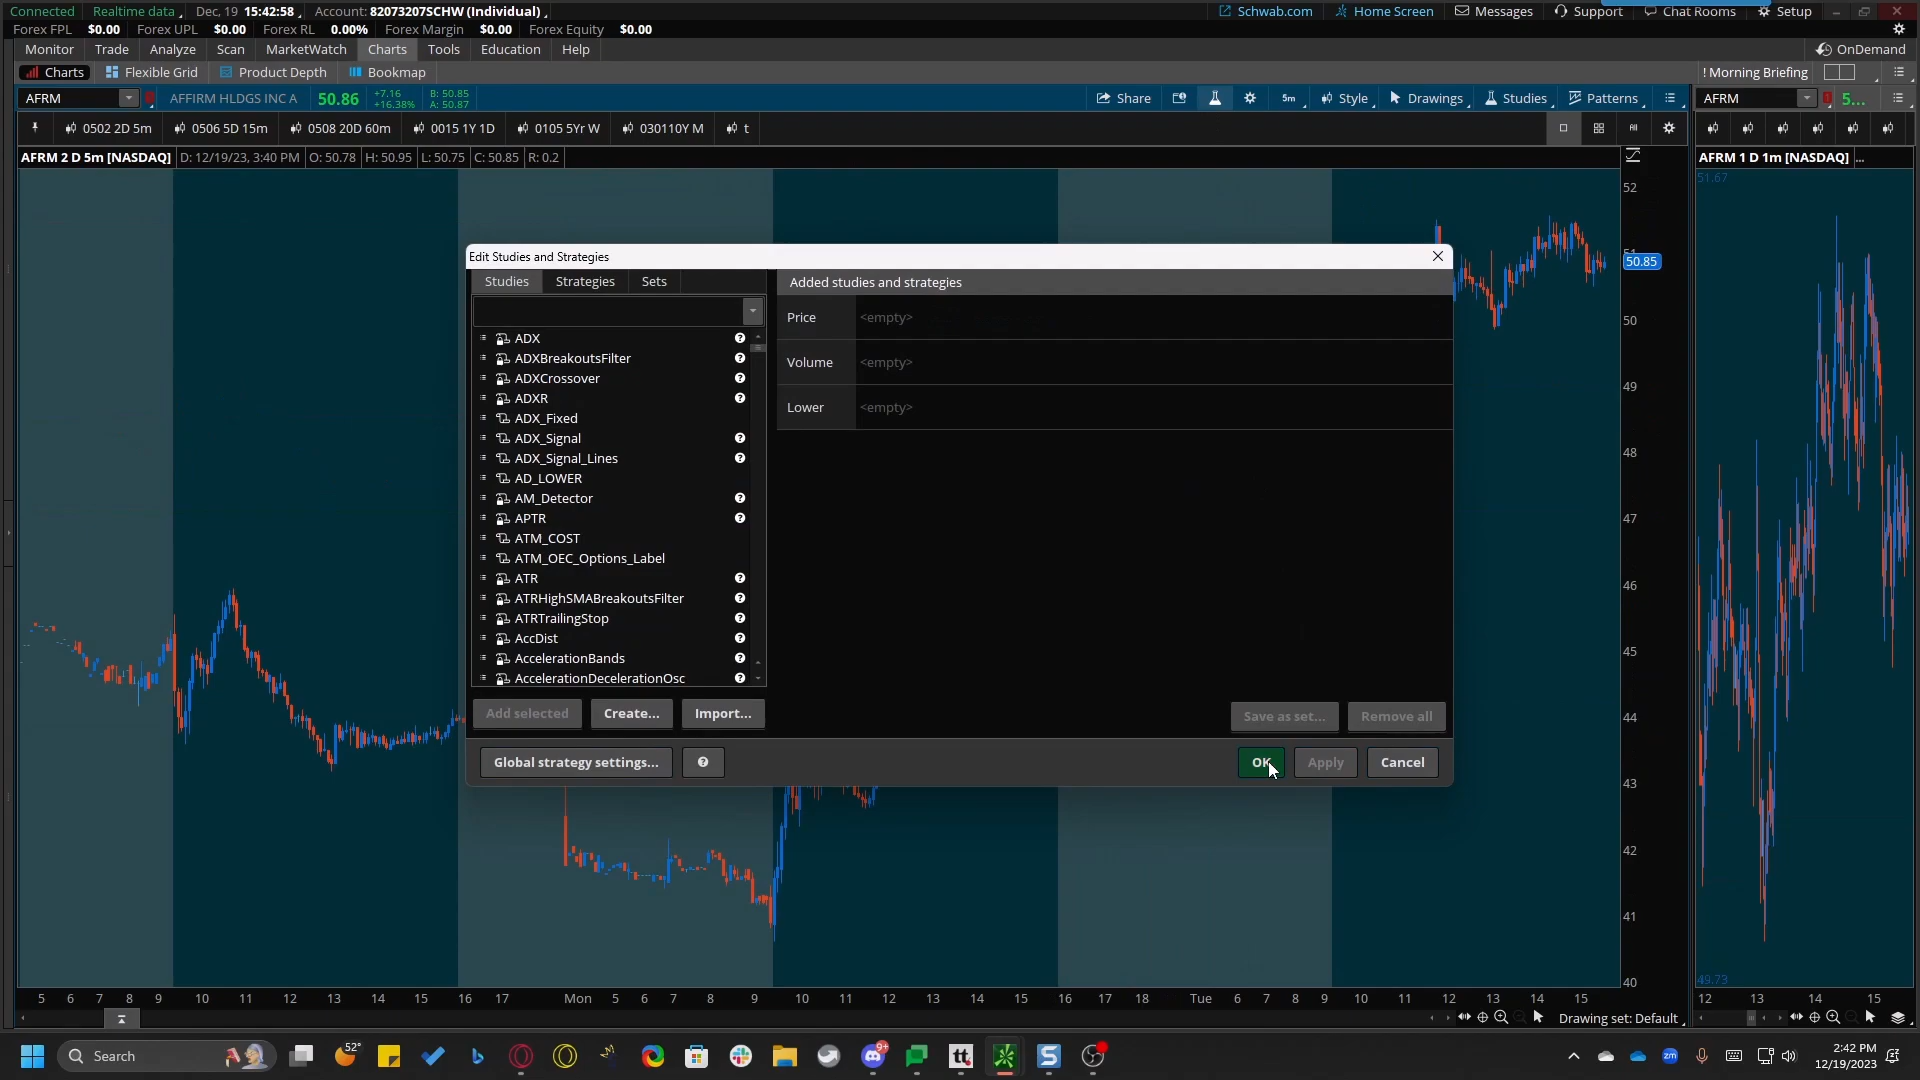 Connected Realtime data Dec, 19 15:42:58 Account: 82073207SCHW (Individual) Schwab.com Home Screen Messages Support Chat Rooms Setup
Forex FPL $0.00 Forex UPL $0.00 Forex RL 0.00% Forex Margin $0.00 Forex Equity $0.00
Monitor Trade Analyze Scan MarketWatch Charts Tools Education Help OnDemand
Charts Flexible Grid Product Depth Bookmap ! Morning Briefing
AFRM AFFIRM HLDGS INC A 50.86 +7.16 B: 50.85 Share 5m Style Drawings Studies Patterns AFRM 5...
+16.38% A: 50.87
0502 2D 5m 0506 5D 15m 0508 20D 60m 0015 1Y 1D 0105 5Yr W 030110Y M t
AFRM 2 D 5m [NASDAQ] D: 12/19/23, 3:40 PM O: 50.78 H: 50.95 L: 50.75 C: 50.85 R: 0.2 AFRM 1 D 1m [NASDAQ] ...
51.67
52
51
50.85
50
49
48
47
46
45
44
43
42
41
40
49.73
Edit Studies and Strategies
Studies Strategies Sets
Added studies and strategies
Price <empty>
Volume <empty>
Lower <empty>
ADX
ADXBreakoutsFilter
ADXCrossover
ADXR
ADX_Fixed
ADX_Signal
ADX_Signal_Lines
AD_LOWER
AM_Detector
APTR
ATM_COST
ATM_OEC_Options_Label
ATR
ATRHighSMABreakoutsFilter
ATRTrailingStop
AccDist
AccelerationBands
AccelerationDecelerationOsc
Add selected Create... Import... Save as set... Remove all
Global strategy settings... ? OK Apply Cancel
5 6 7 8 9 10 11 12 13 14 15 16 17 Mon 5 6 7 8 9 10 11 12 13 14 15 16 17 18 Tue 6 7 8 9 10 11 12 13 14 15 12 13 14 15
Drawing set: Default
Search 52° 9+ tt S zm 2:42 PM
12/19/2023